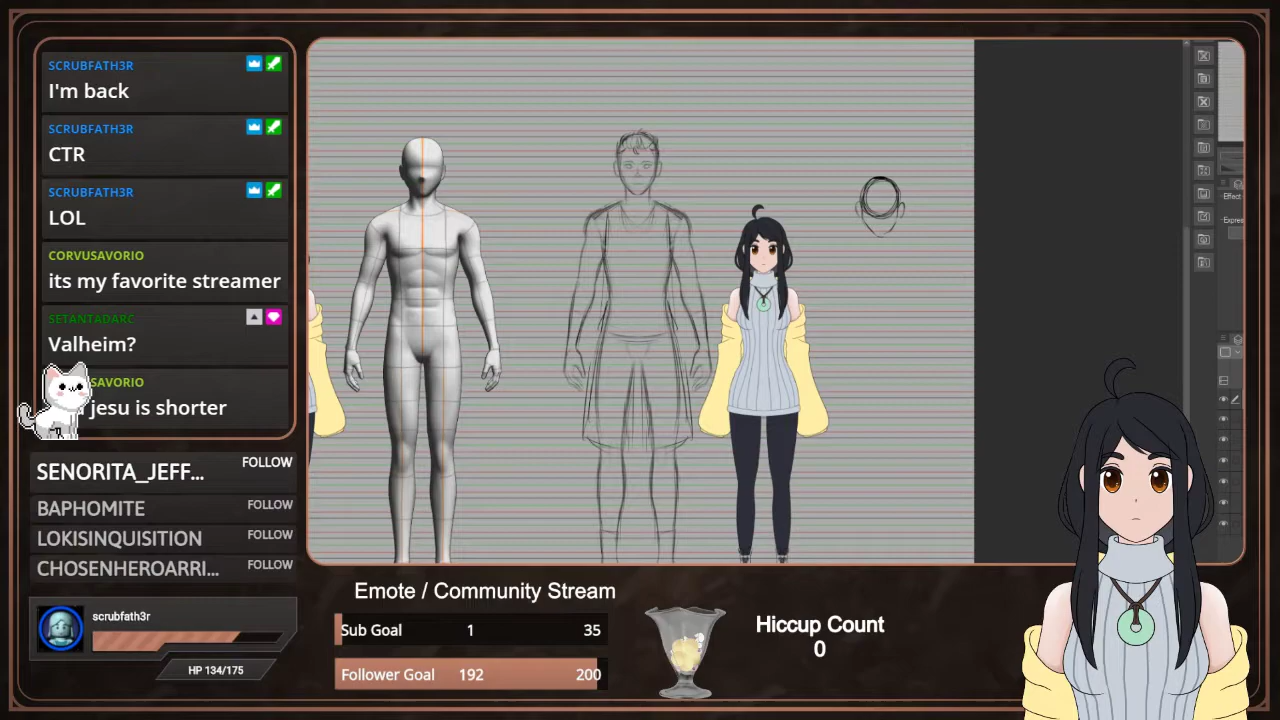 SCRUBFATH3R
I'm back
SCRUBFATH3R
CTR
SCRUBFATH3R
LOL
CORVUSAVORIO
its my favorite streamer
SETANTADARC
Valheim?
SAVORIO
jesu is shorter
SENORITA_JEFF... FOLLOW
BAPHOMITE FOLLOW
LOKISINQUISITION FOLLOW
CHOSENHEROARRI... FOLLOW
scrubfath3r
HP 134/175
Emote / Community Stream
Sub Goal 1 35
Follower Goal 192 200
Hiccup Count
0
Effect
Expre